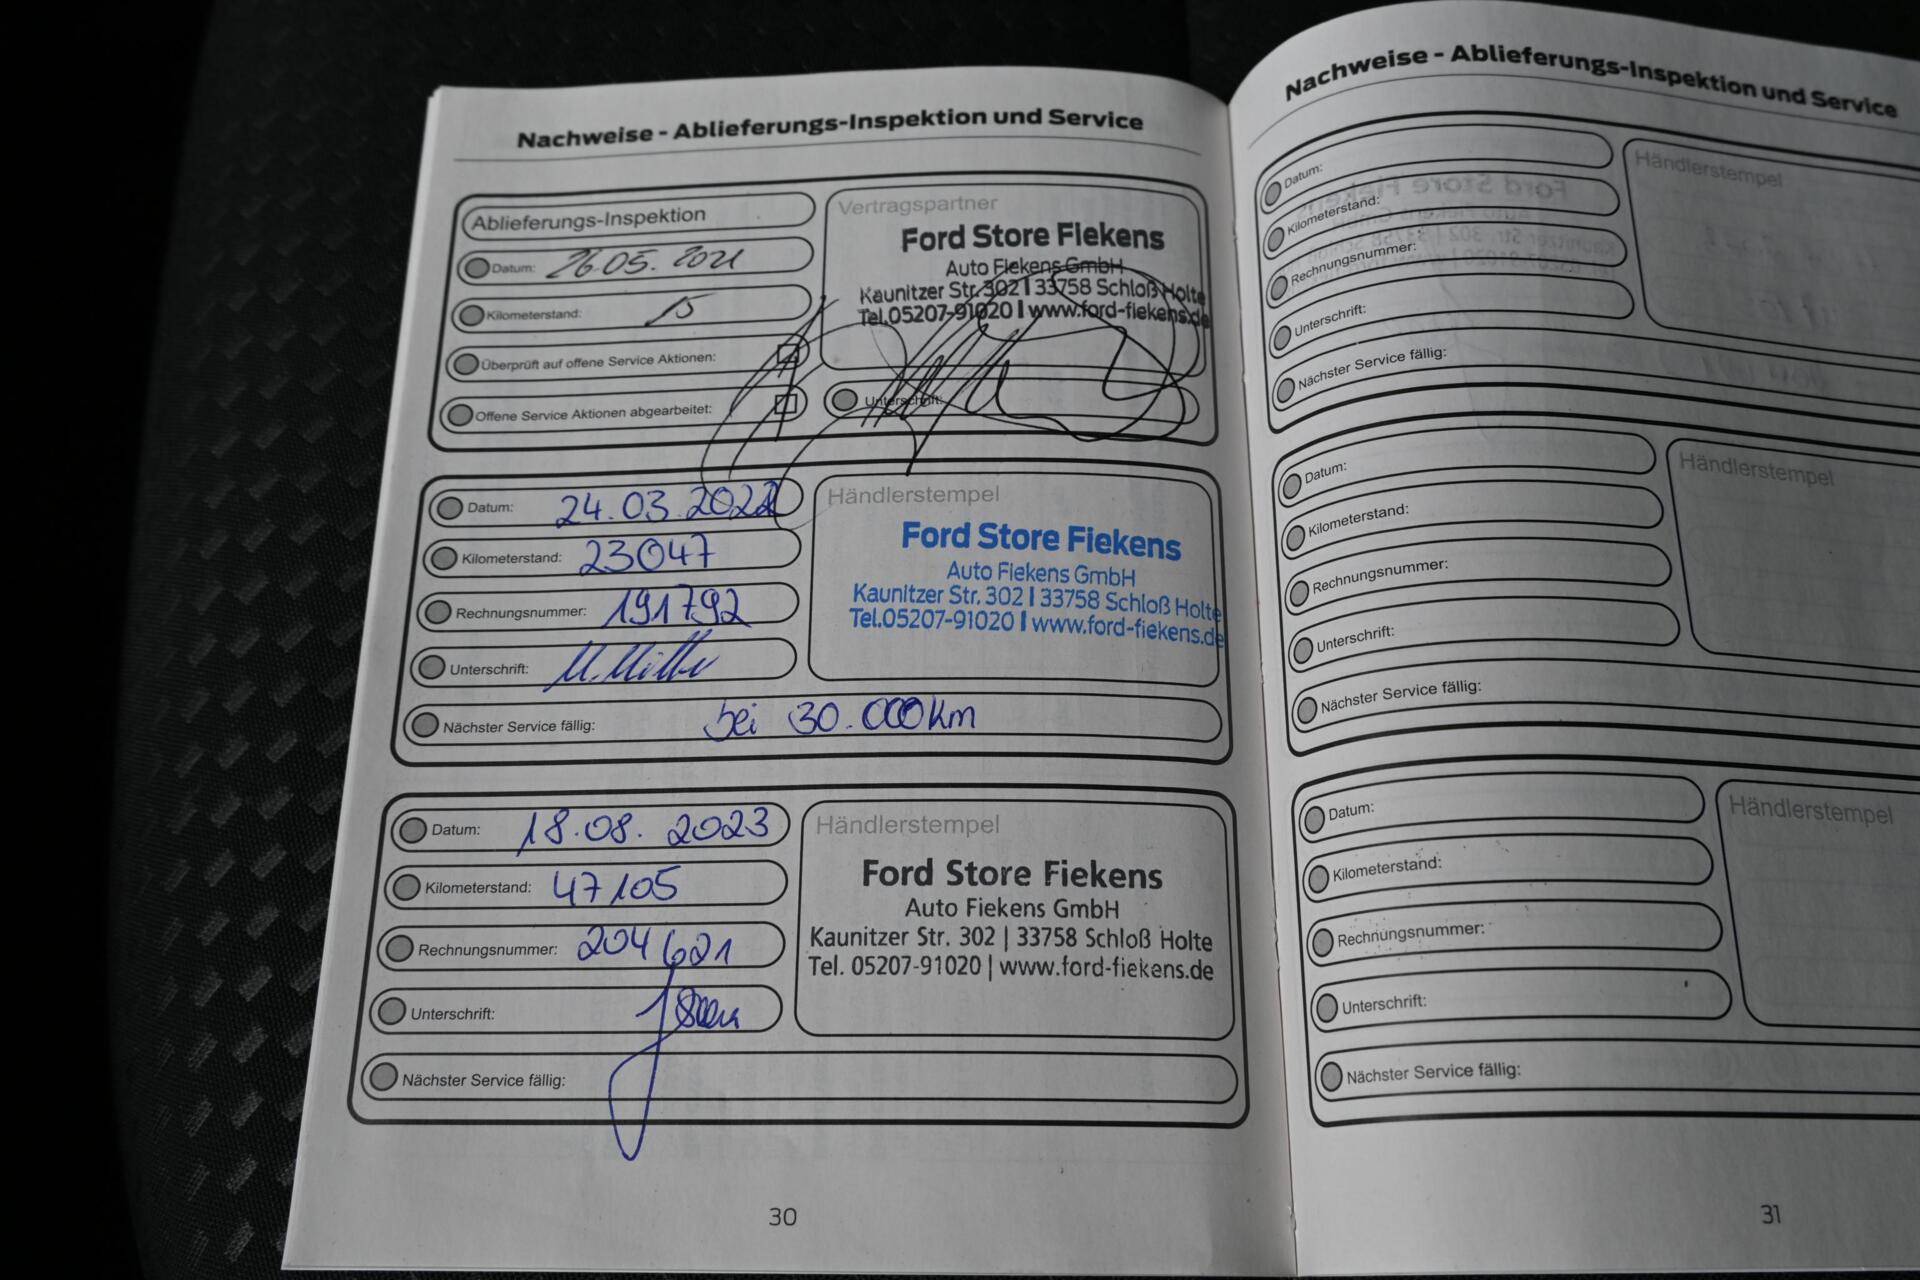 Nachweise - Ablieferungs-Inspektion und Service
Ablieferungs-Inspektion
Datum: 26.05.2021
Kilometerstand: 15
Überprüft auf offene Service Aktionen:
Offene Service Aktionen abgearbeitet:
Vertragspartner
Ford Store Fiekens
Auto Fiekens GmbH
Kaunitzer Str. 302 | 33758 Schloß Holte
Tel.05207-91020 | www.ford-fiekens.de
Unterschrift:
Datum: 24.03.2022
Kilometerstand: 23047
Rechnungsnummer: 191792
Unterschrift:
Nächster Service fällig: bei 30.000 km
Händlerstempel
Ford Store Fiekens
Auto Fiekens GmbH
Kaunitzer Str. 302 | 33758 Schloß Holte
Tel.05207-91020 | www.ford-fiekens.de
Datum: 18.08.2023
Kilometerstand: 47105
Rechnungsnummer: 204621
Unterschrift:
Nächster Service fällig:
Händlerstempel
Ford Store Fiekens
Auto Fiekens GmbH
Kaunitzer Str. 302 | 33758 Schloß Holte
Tel. 05207-91020 | www.ford-fiekens.de
30
Nachweise - Ablieferungs-Inspektion und Service
Datum:
Kilometerstand:
Rechnungsnummer:
Unterschrift:
Nächster Service fällig:
Händlerstempel
Datum:
Kilometerstand:
Rechnungsnummer:
Unterschrift:
Nächster Service fällig:
Händlerstempel
Datum:
Kilometerstand:
Rechnungsnummer:
Unterschrift:
Nächster Service fällig:
Händlerstempel
31